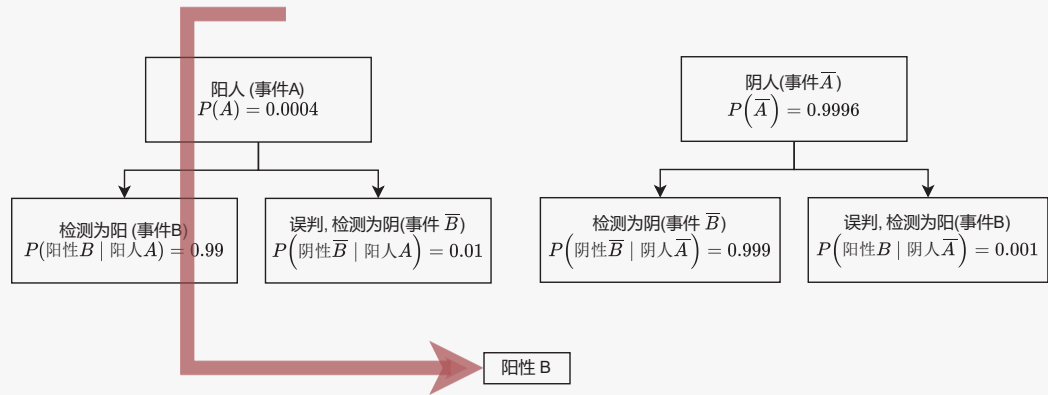 阳人 (事件A)
P(A) = 0.0004
阴人(事件A̅)
P(A̅) = 0.9996
检测为阳 (事件B)
P(阳性B | 阳人A) = 0.99
误判, 检测为阴(事件 B̅)
P(阴性B̅ | 阳人A) = 0.01
检测为阴(事件 B̅)
P(阴性B̅ | 阴人A̅) = 0.999
误判, 检测为阳(事件B)
P(阳性B | 阴人A̅) = 0.001
阳性 B